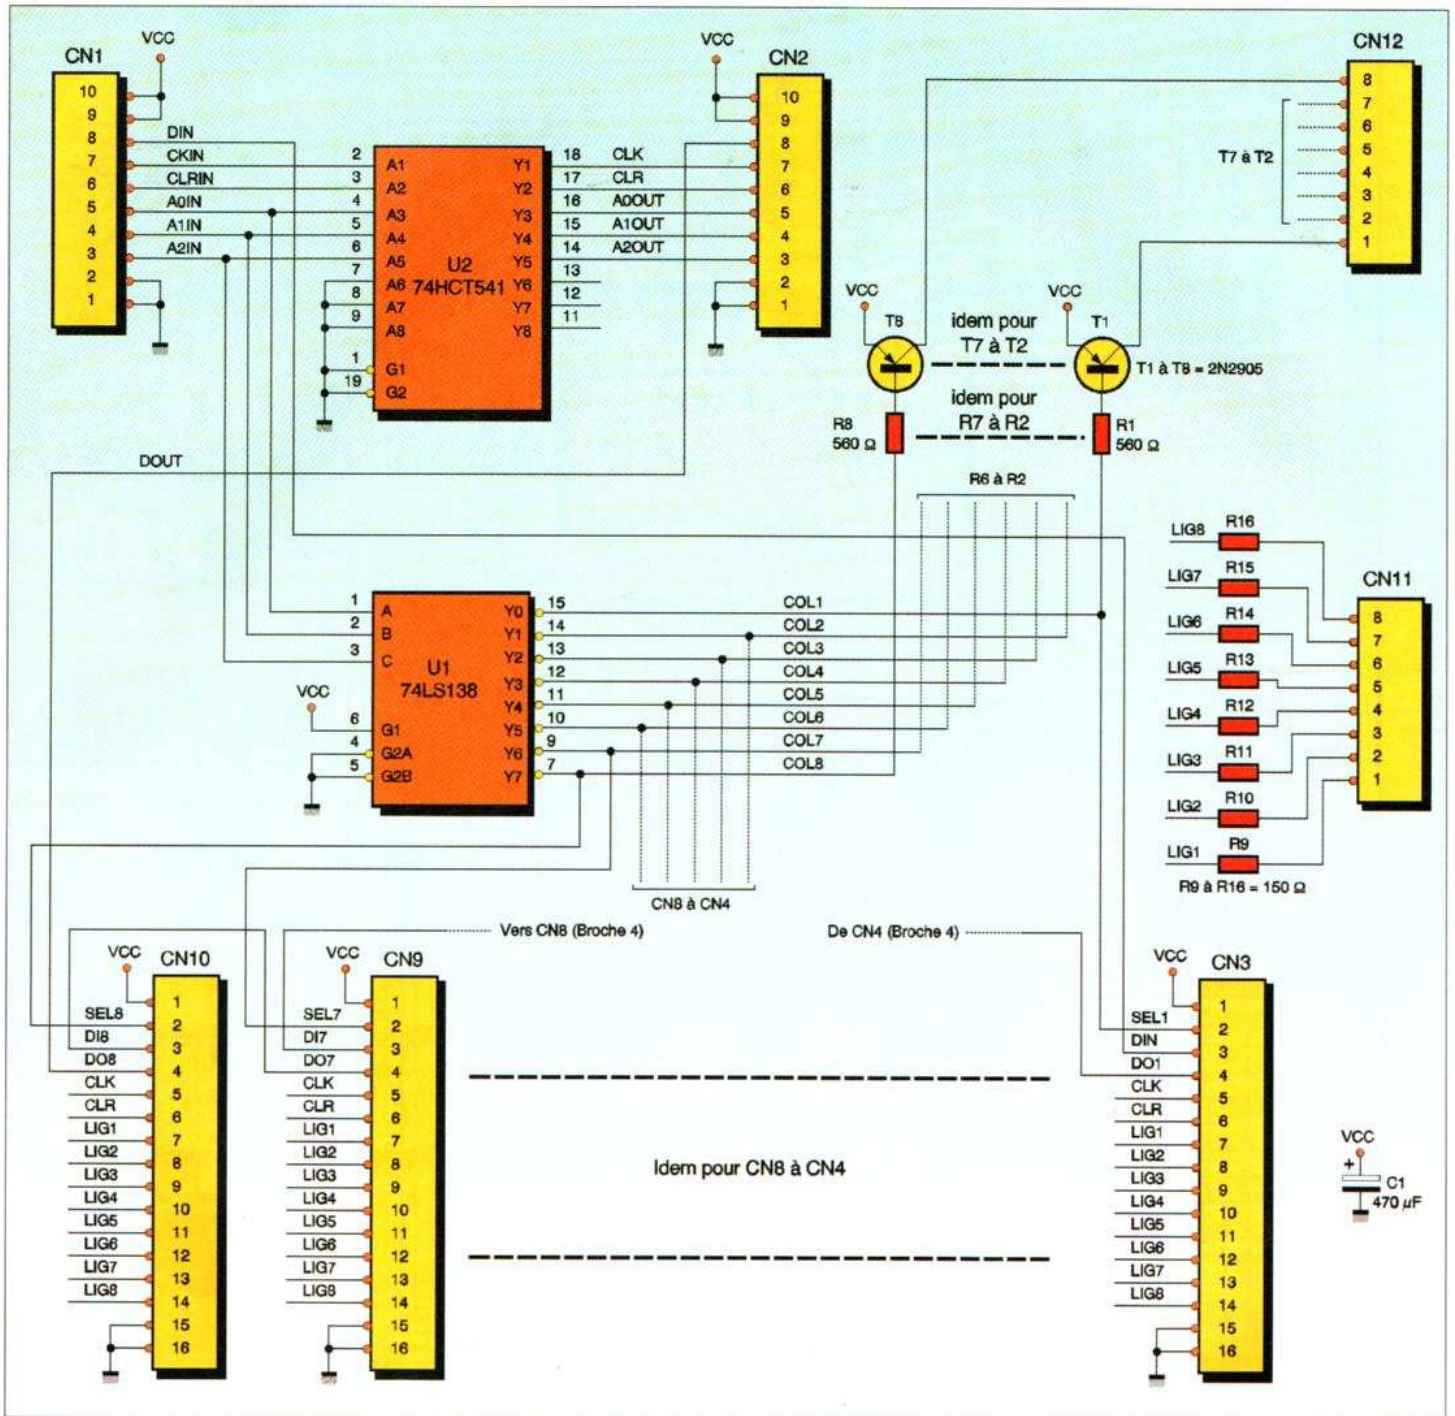 CN1
VCC
10
9
8
7
6
5
4
3
2
1
DIN
CKIN
CLRIN
A0IN
A1IN
A2IN
2
3
4
5
6
7
8
9
1
19
A1
A2
A3
A4
A5
A6
A7
A8
G1
G2
U2
74HCT541
Y1
Y2
Y3
Y4
Y5
Y6
Y7
Y8
18
17
16
15
14
13
12
11
CLK
CLR
A0OUT
A1OUT
A2OUT
VCC
CN2
10
9
8
7
6
5
4
3
2
1
CN12
8
7
6
5
4
3
2
1
T7 à T2
VCC
T8
idem pour
T7 à T2
VCC
T1
T1 à T8 = 2N2905
R8
560 Ω
idem pour
R7 à R2
R1
560 Ω
DOUT
R6 à R2
1
2
3
6
4
5
A
B
C
G1
G2A
G2B
VCC
U1
74LS138
Y0
Y1
Y2
Y3
Y4
Y5
Y6
Y7
15
14
13
12
11
10
9
7
COL1
COL2
COL3
COL4
COL5
COL6
COL7
COL8
LIG8
R16
LIG7
R15
LIG6
R14
LIG5
R13
LIG4
R12
LIG3
R11
LIG2
R10
LIG1
R9
R9 à R16 = 150 Ω
CN11
8
7
6
5
4
3
2
1
CN8 à CN4
Vers CN8 (Broche 4)
De CN4 (Broche 4)
VCC
CN10
SEL8
DI8
DO8
CLK
CLR
LIG1
LIG2
LIG3
LIG4
LIG5
LIG6
LIG7
LIG8
1
2
3
4
5
6
7
8
9
10
11
12
13
14
15
16
VCC
CN9
SEL7
DI7
DO7
CLK
CLR
LIG1
LIG2
LIG3
LIG4
LIG5
LIG6
LIG7
LIG8
1
2
3
4
5
6
7
8
9
10
11
12
13
14
15
16
Idem pour CN8 à CN4
VCC
CN3
SEL1
DIN
DO1
CLK
CLR
LIG1
LIG2
LIG3
LIG4
LIG5
LIG6
LIG7
LIG8
1
2
3
4
5
6
7
8
9
10
11
12
13
14
15
16
VCC
+
C1
470 µF